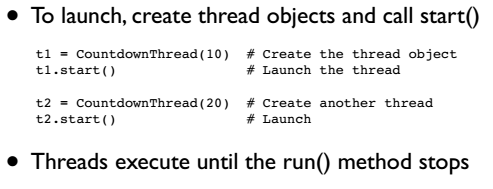 • To launch, create thread objects and call start()
t1 = CountdownThread(10)  # Create the thread object
t1.start()                # Launch the thread
t2 = CountdownThread(20)  # Create another thread
t2.start()                # Launch
• Threads execute until the run() method stops